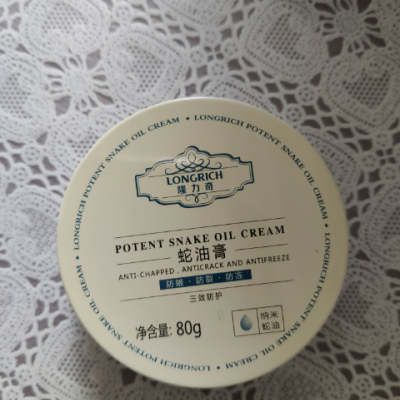 • LONGRICH POTENT SNAKE OIL CREAM • LONGRICH POTENT SNAKE OIL CREAM • LONGRICH POTENT SNAKE OIL CREAM
LONGRICH
隆力奇
POTENT SNAKE OIL CREAM
蛇油膏
ANTI-CHAPPED , ANTICRACK AND ANTIFREEZE
防皲·防裂·防冻
三效防护
净含量: 80g
纳米
蛇油